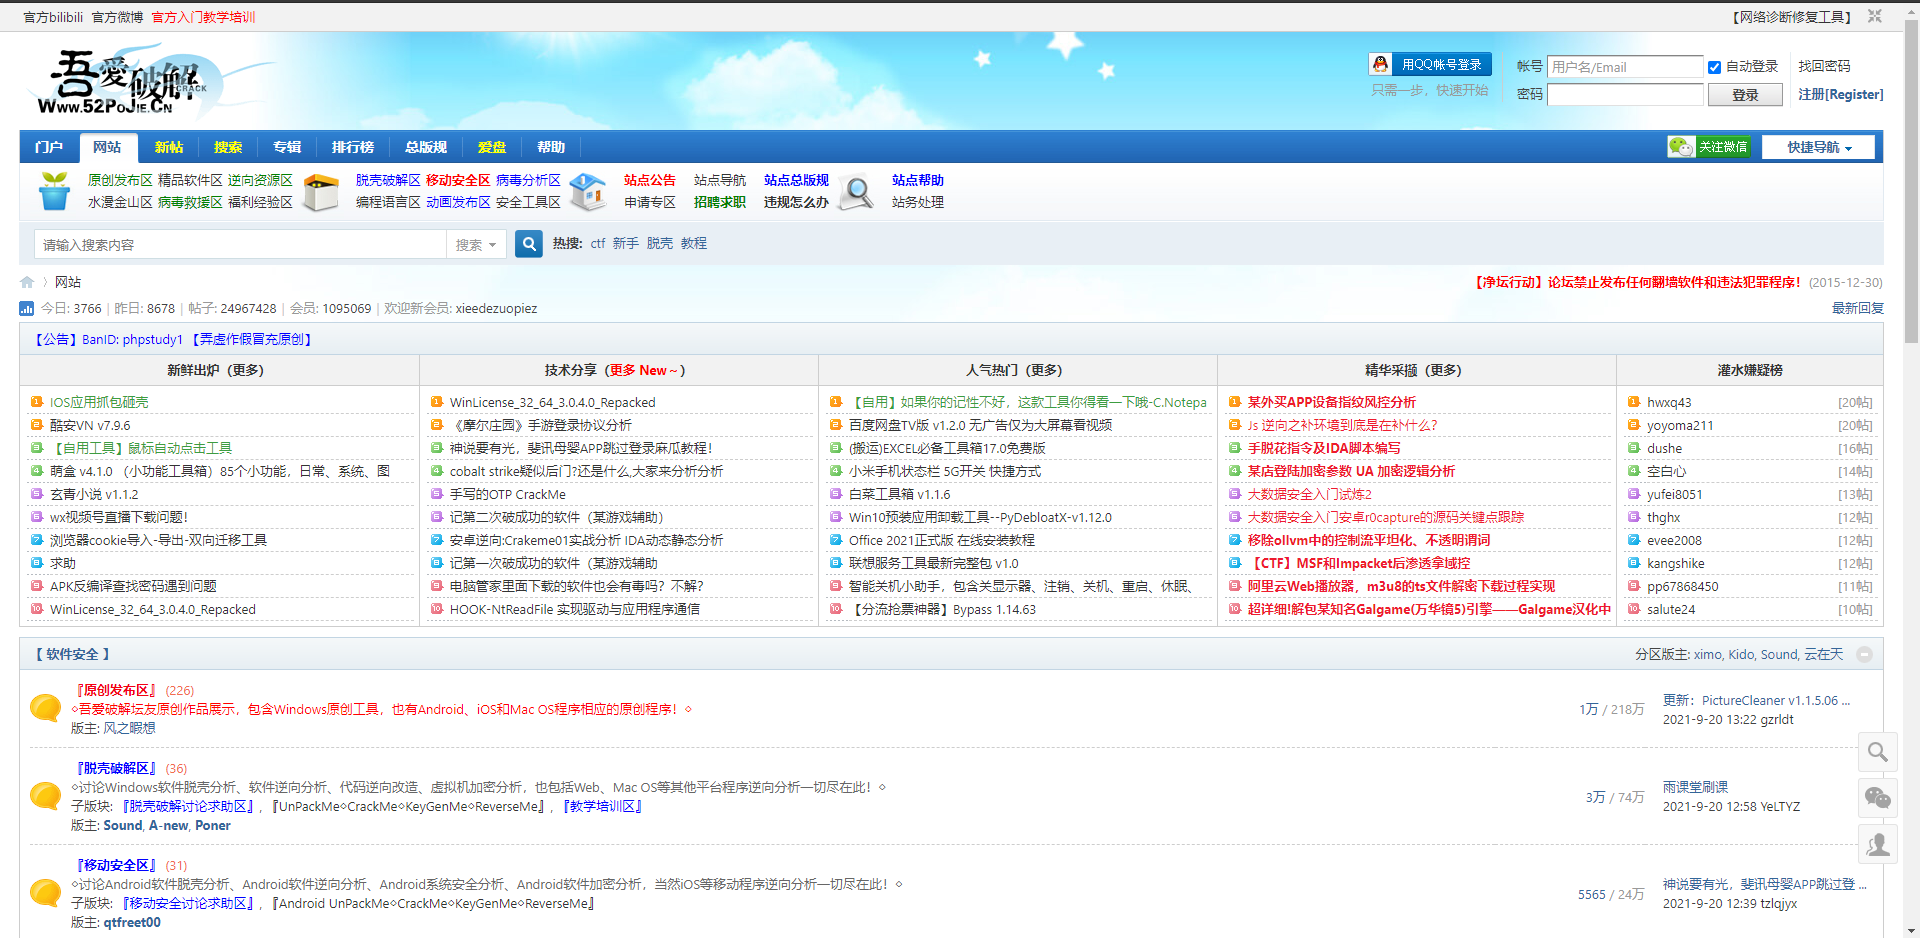 官方bilibili 官方微博 官方入门教学培训 【网络诊断修复工具】
吾愛破解 CRACK
Www.52PoJie.Cn
用QQ帐号登录
只需一步，快速开始
帐号 用户名/Email 自动登录 找回密码
密码 登录 注册[Register]
门户 网站 新帖 搜索 专辑 排行榜 总版规 爱盘 帮助 关注微信 快捷导航
原创发布区 精品软件区 逆向资源区 脱壳破解区 移动安全区 病毒分析区 站点公告 站点导航 站点总版规 站点帮助
水漫金山区 病毒救援区 福利经验区 编程语言区 动画发布区 安全工具区 申请专区 招聘求职 违规怎么办 站务处理
请输入搜索内容 搜索 热搜: ctf 新手 脱壳 教程
网站 【净坛行动】论坛禁止发布任何翻墙软件和违法犯罪程序！ (2015-12-30)
今日: 3766 | 昨日: 8678 | 帖子: 24967428 | 会员: 1095069 | 欢迎新会员: xieedezuopiez 最新回复
【公告】BanID: phpstudy1 【弄虚作假冒充原创】
新鲜出炉（更多） 技术分享（更多 New～） 人气热门（更多） 精华采撷（更多） 灌水嫌疑榜
1 IOS应用抓包砸壳
2 酷安VN v7.9.6
3 【自用工具】鼠标自动点击工具
4 萌盒 v4.1.0 （小功能工具箱）85个小功能，日常、系统、图
5 玄青小说 v1.1.2
6 wx视频号直播下载问题！
7 浏览器cookie导入-导出-双向迁移工具
8 求助
9 APK反编译查找密码遇到问题
10 WinLicense_32_64_3.0.4.0_Repacked
1 WinLicense_32_64_3.0.4.0_Repacked
2 《摩尔庄园》手游登录协议分析
3 神说要有光，斐讯母婴APP跳过登录麻瓜教程！
4 cobalt strike疑似后门?还是什么,大家来分析分析
5 手写的OTP CrackMe
6 记第二次破成功的软件（某游戏辅助）
7 安卓逆向:Crakeme01实战分析 IDA动态静态分析
8 记第一次破成功的软件（某游戏辅助
9 电脑管家里面下载的软件也会有毒吗？不解?
10 HOOK-NtReadFile 实现驱动与应用程序通信
1 【自用】如果你的记性不好，这款工具你得看一下哦-C.Notepa
2 百度网盘TV版 v1.2.0 无广告仅为大屏幕看视频
3 (搬运)EXCEL必备工具箱17.0免费版
4 小米手机状态栏 5G开关 快捷方式
5 白菜工具箱 v1.1.6
6 Win10预装应用卸载工具--PyDebloatX-v1.12.0
7 Office 2021正式版 在线安装教程
8 联想服务工具最新完整包 v1.0
9 智能关机小助手，包含关显示器、注销、关机、重启、休眠、
10 【分流抢票神器】Bypass 1.14.63
1 某外买APP设备指纹风控分析
2 Js 逆向之补环境到底是在补什么？
3 手脱花指令及IDA脚本编写
4 某店登陆加密参数 UA 加密逻辑分析
5 大数据安全入门试炼2
6 大数据安全入门安卓r0capture的源码关键点跟踪
7 移除ollvm中的控制流平坦化、不透明谓词
8 【CTF】MSF和Impacket后渗透拿域控
9 阿里云Web播放器，m3u8的ts文件解密下载过程实现
10 超详细!解包某知名Galgame(万华镜5)引擎——Galgame汉化中
1 hwxq43 [20帖]
2 yoyoma211 [20帖]
3 dushe [16帖]
4 空白心 [14帖]
5 yufei8051 [13帖]
6 thghx [12帖]
7 evee2008 [12帖]
8 kangshike [12帖]
9 pp67868450 [11帖]
10 salute24 [10帖]
【 软件安全 】 分区版主: ximo, Kido, Sound, 云在天
『原创发布区』 (226)
◇吾爱破解坛友原创作品展示，包含Windows原创工具，也有Android、iOS和Mac OS程序相应的原创程序！◇
版主: 风之暇想
1万 / 218万
更新：PictureCleaner v1.1.5.06 ...
2021-9-20 13:22 gzrldt
『脱壳破解区』 (36)
◇讨论Windows软件脱壳分析、软件逆向分析、代码逆向改造、虚拟机加密分析，也包括Web、Mac OS等其他平台程序逆向分析一切尽在此！◇
子版块: 『脱壳破解讨论求助区』, 『UnPackMe◇CrackMe◇KeyGenMe◇ReverseMe』, 『教学培训区』
版主: Sound, A-new, Poner
3万 / 74万
雨课堂刷课
2021-9-20 12:58 YeLTYZ
『移动安全区』 (31)
◇讨论Android软件脱壳分析、Android软件逆向分析、Android系统安全分析、Android软件加密分析，当然iOS等移动程序逆向分析一切尽在此！◇
子版块: 『移动安全讨论求助区』, 『Android UnPackMe◇CrackMe◇KeyGenMe◇ReverseMe』
版主: qtfreet00
5565 / 24万
神说要有光，斐讯母婴APP跳过登 ...
2021-9-20 12:39 tzlqjyx